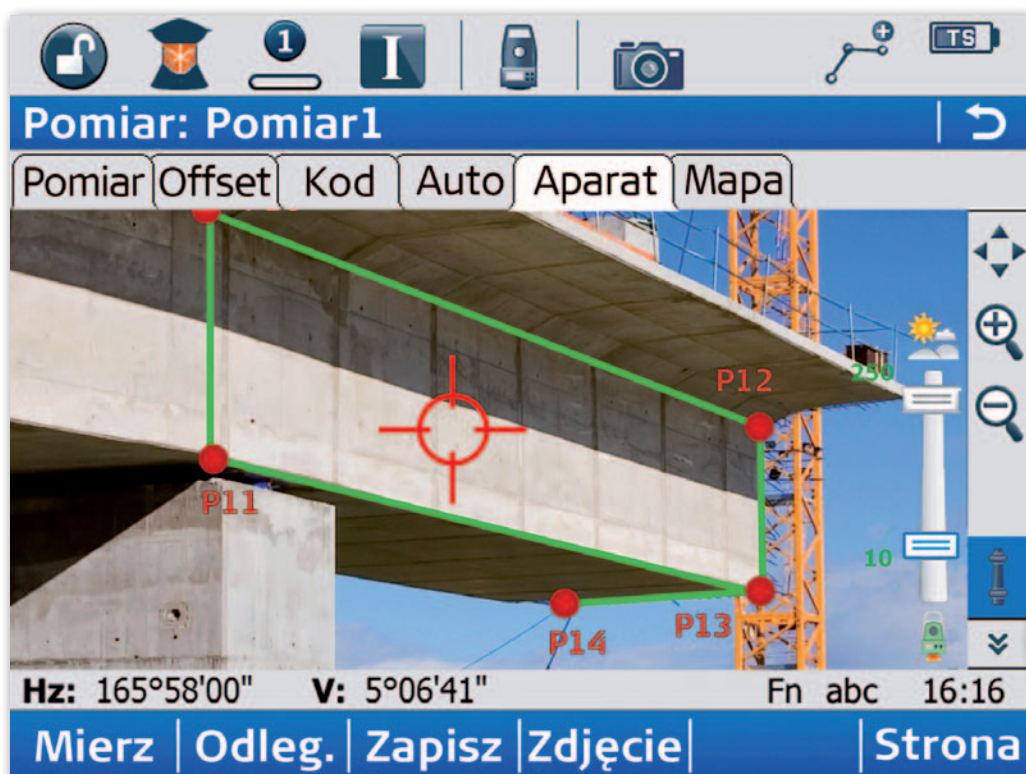 1 I TS
Pomiar: Pomiar1
Pomiar Offset Kod Auto Aparat Mapa
P12
250
P11
10
P14 P13
Hz: 165°58'00" V: 5°06'41" Fn abc 16:16
Mierz Odleg. Zapisz Zdjęcie Strona